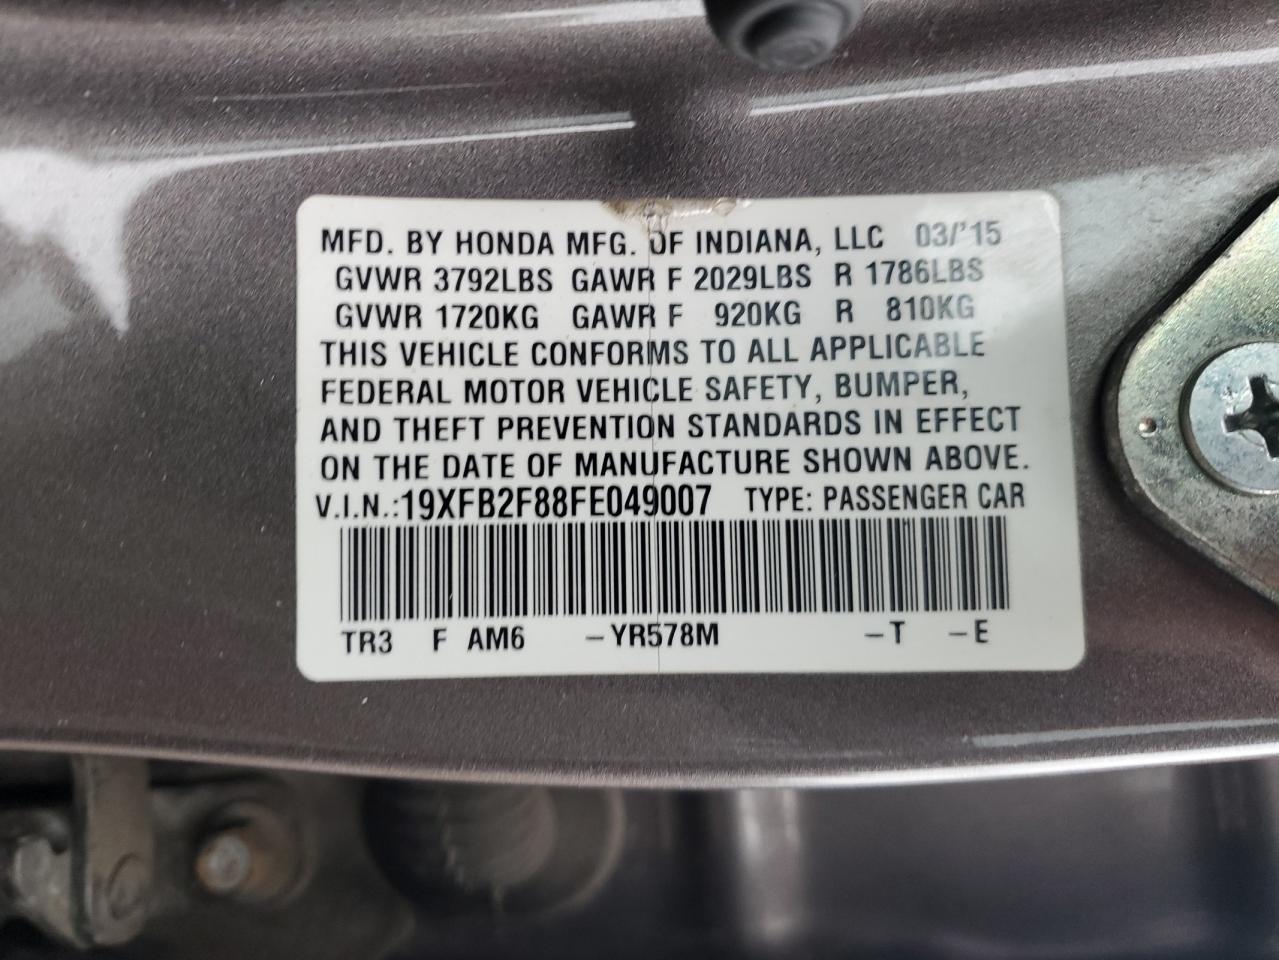 MFD. BY HONDA MFG. OF INDIANA, LLC 03/'15
GVWR 3792LBS GAWR F 2029LBS R 1786LBS
GVWR 1720KG GAWR F 920KG R 810KG
THIS VEHICLE CONFORMS TO ALL APPLICABLE
FEDERAL MOTOR VEHICLE SAFETY, BUMPER,
AND THEFT PREVENTION STANDARDS IN EFFECT
ON THE DATE OF MANUFACTURE SHOWN ABOVE.
V.I.N.:19XFB2F88FE049007 TYPE: PASSENGER CAR
TR3 F AM6 -YR578M -T -E